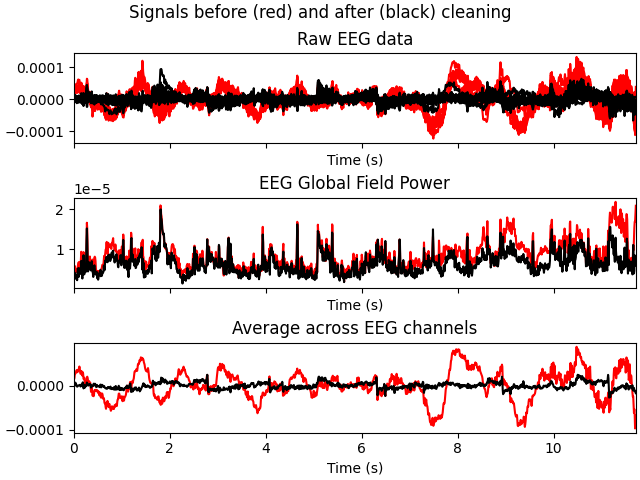 Signals before (red) and after (black) cleaning
Raw EEG data
0.0001
0.0000
−0.0001
Time (s)
EEG Global Field Power
1e−5
2
1
Time (s)
Average across EEG channels
0.0000
−0.0001
0 2 4 6 8 10
Time (s)